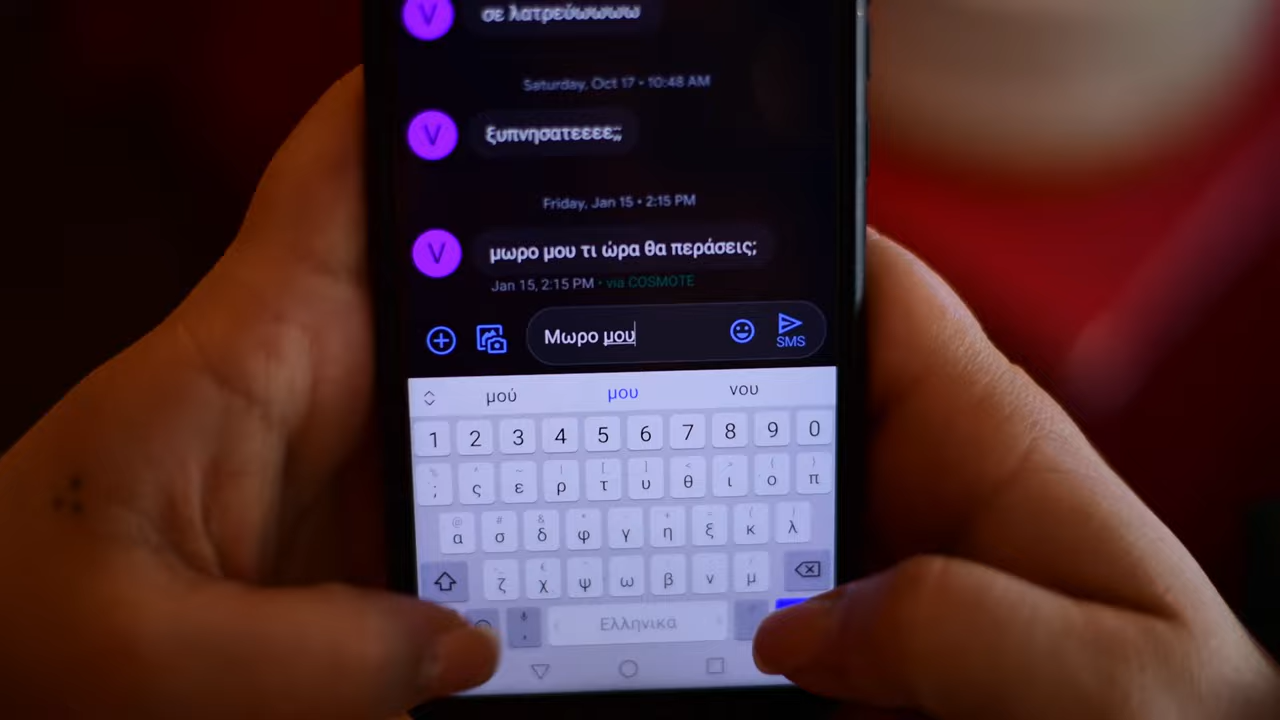 V
σε λατρεύωωωω
Saturday, Oct 17 • 10:48 AM
V
ξυπνησατεεεε;;
Friday, Jan 15 • 2:15 PM
V
μωρο μου τι ώρα θα περάσεις;
Jan 15, 2:15 PM • via COSMOTE
Μωρο μου
SMS
μού μου νου
1 2 3 4 5 6 7 8 9 0
; ς ε ρ τ υ θ ι ο π
α σ δ φ γ η ξ κ λ
ζ χ ψ ω β ν μ
Ελληνικά